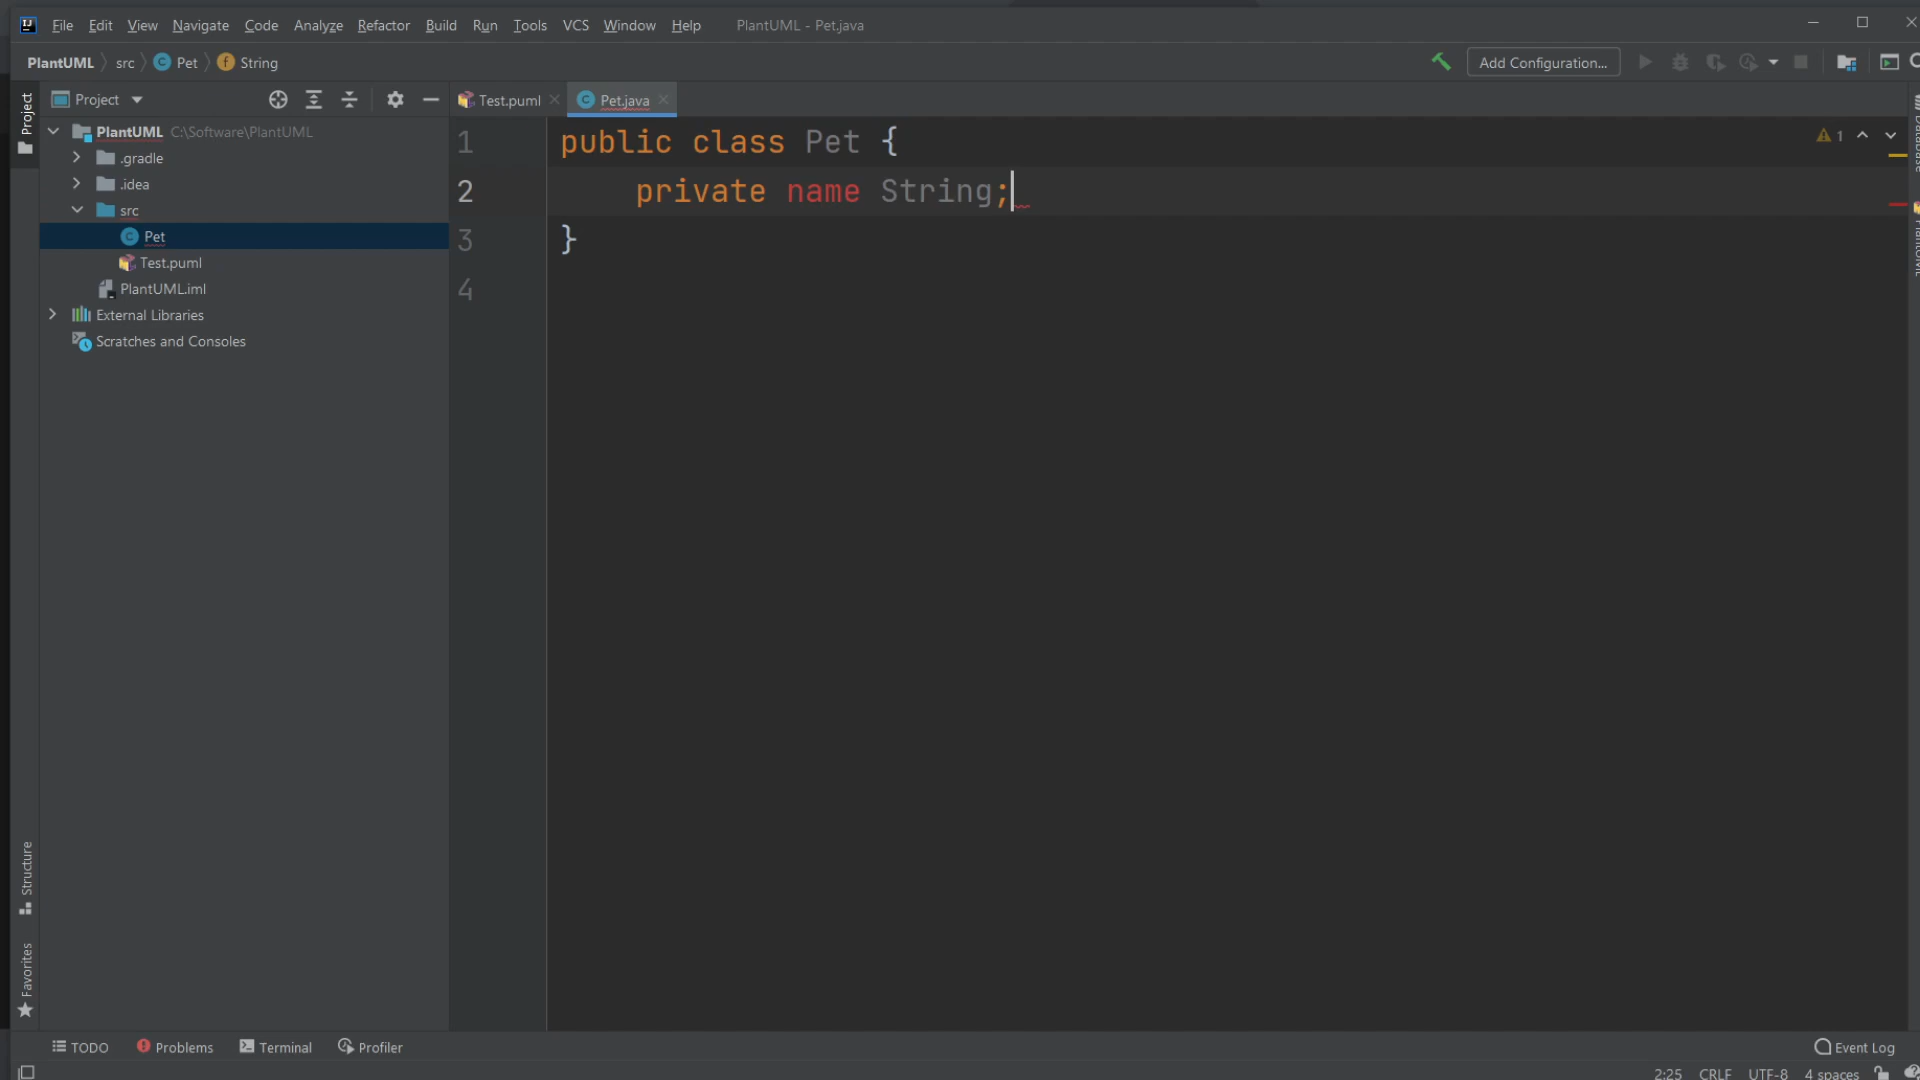 File Edit View Navigate Code Analyze Refactor Build Run Tools VCS Window Help PlantUML - Pet.java
PlantUML src Pet String Add Configuration...
Project
Project
Test.puml
Pet.java
PlantUML C:\Software\PlantUML
.gradle
.idea
src
Pet
Test.puml
PlantUML.iml
External Libraries
Scratches and Consoles
1 public class Pet {
2 private name String;
3 }
4
1
Database
PlantUML
Structure
Favorites
TODO Problems Terminal Profiler Event Log
2:25 CRLF UTF-8 4 spaces